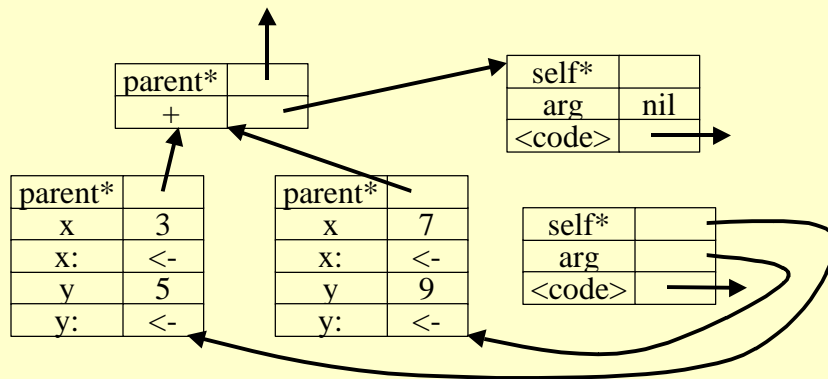 parent*
+
self*
arg nil
<code>
parent*
x 3
x: <-
y 5
y: <-
parent*
x 7
x: <-
y 9
y: <-
self*
arg
<code>